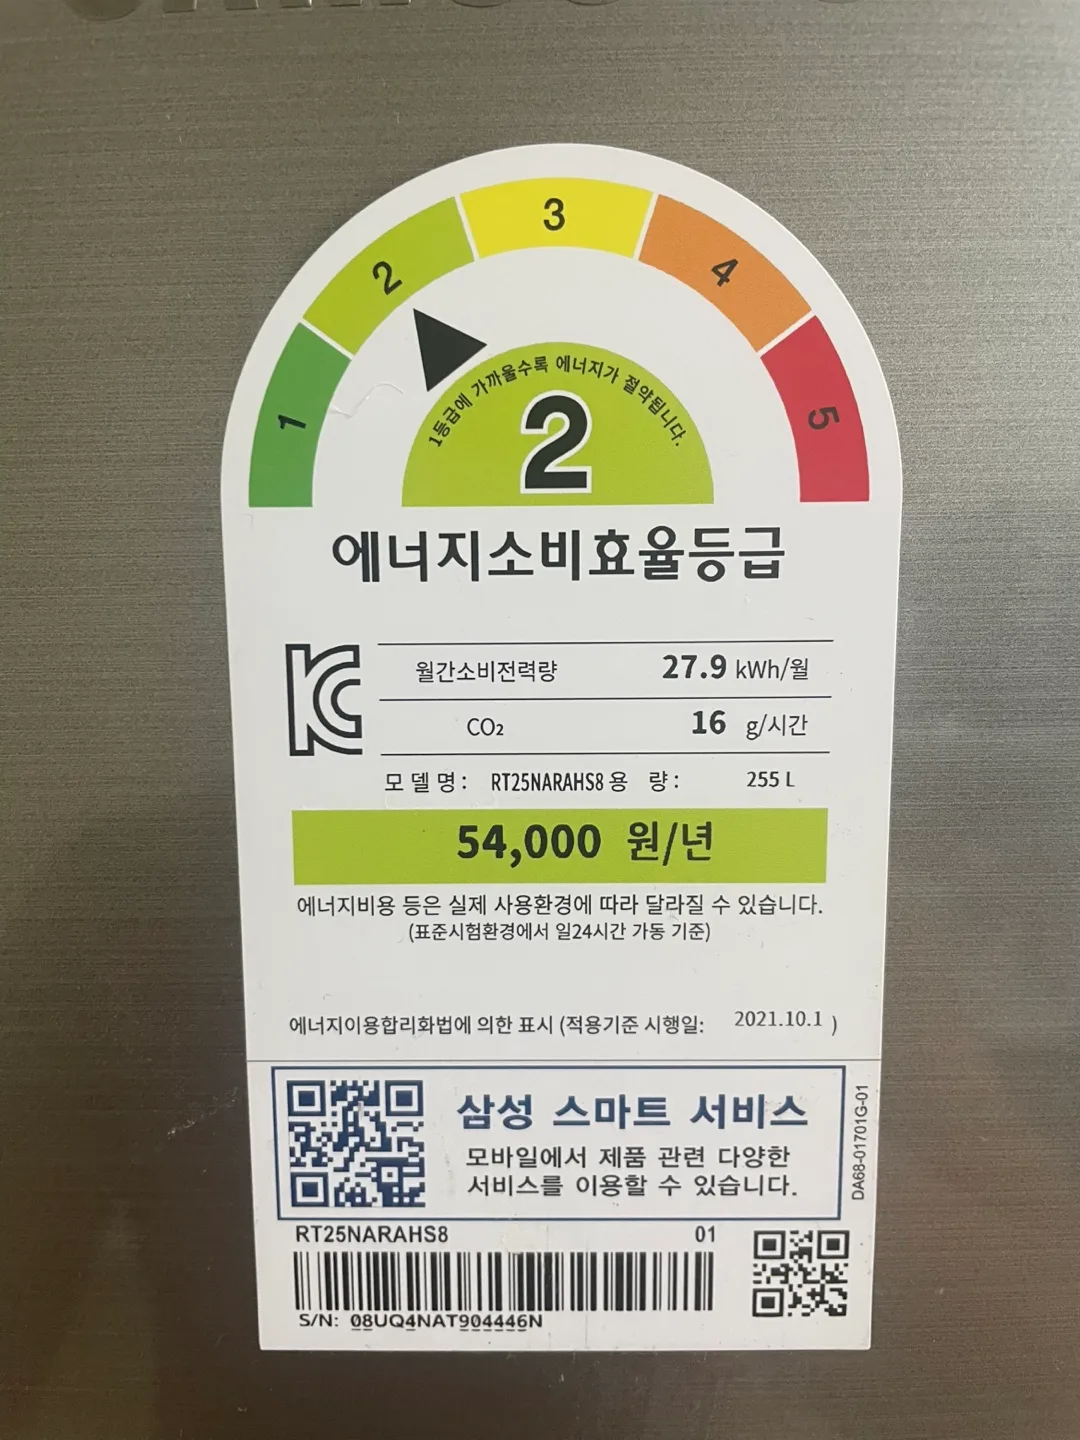 1
2
3
4
5
1등급에 가까울수록 에너지가 절약됩니다.
2
에너지소비효율등급
월간소비전력량 27.9 kWh/월
CO₂ 16 g/시간
모 델 명 : RT25NARAHS8 용 량 : 255 L
54,000 원/년
에너지비용 등은 실제 사용환경에 따라 달라질 수 있습니다.
(표준시험환경에서 일24시간 가동 기준)
에너지이용합리화법에 의한 표시 (적용기준 시행일: 2021.10.1 )
삼성 스마트 서비스
모바일에서 제품 관련 다양한
서비스를 이용할 수 있습니다.
DA68-01701G-01
RT25NARAHS8 01
S/N: 08UQ4NAT904446N